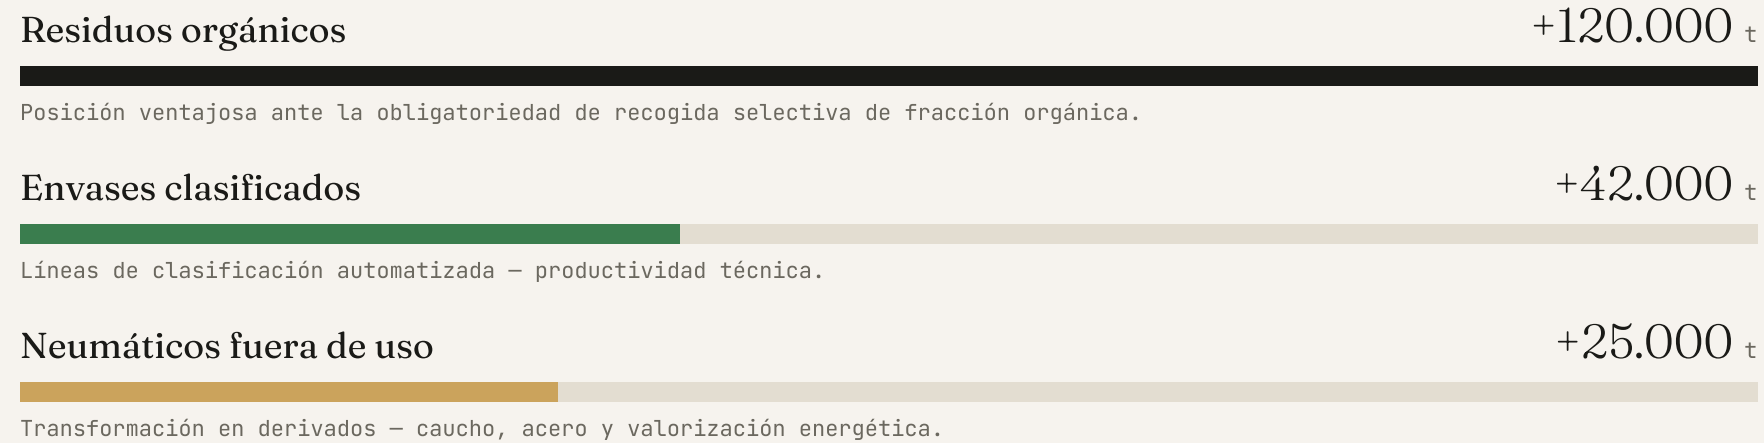 Residuos orgánicos +120.000 t
Posición ventajosa ante la obligatoriedad de recogida selectiva de fracción orgánica.
Envases clasificados +42.000 t
Líneas de clasificación automatizada — productividad técnica.
Neumáticos fuera de uso +25.000 t
Transformación en derivados — caucho, acero y valorización energética.